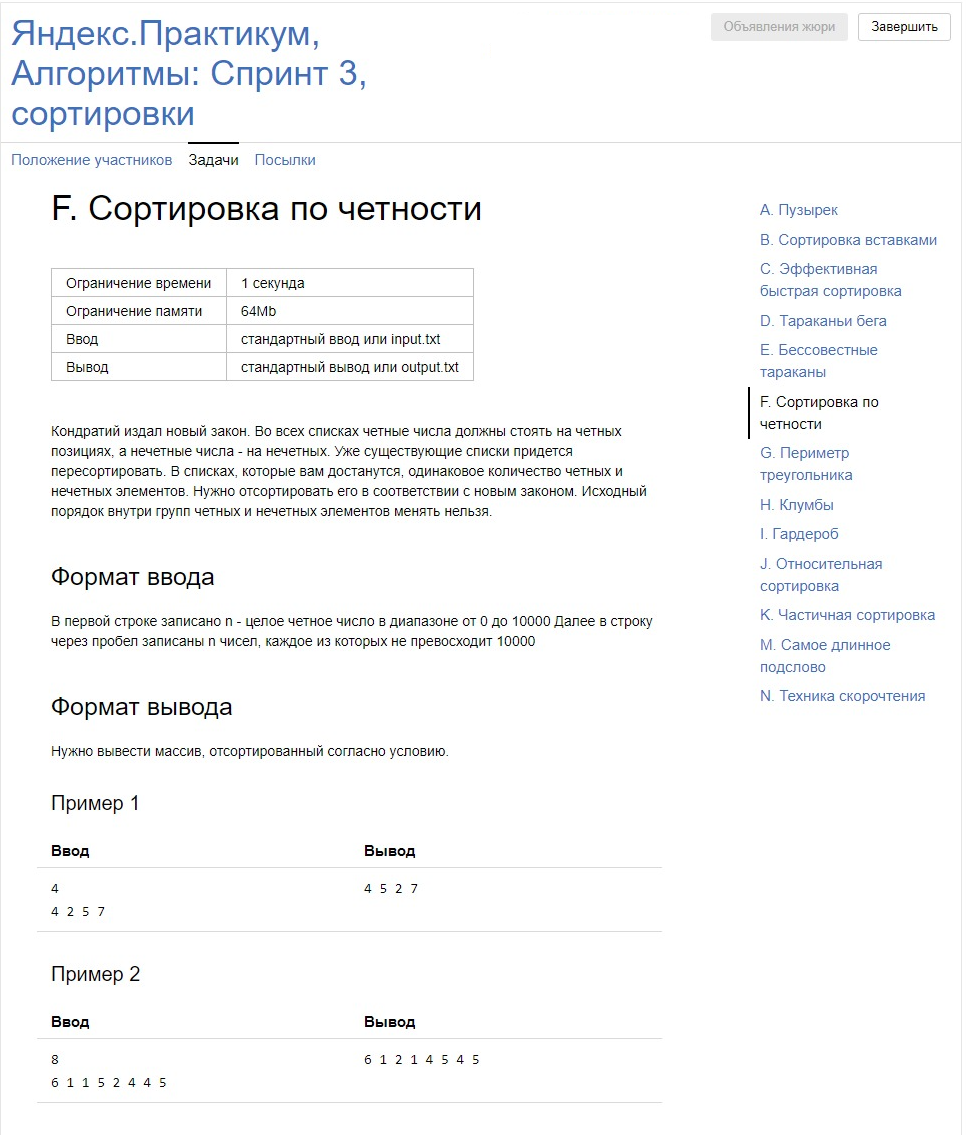 Яндекс.Практикум,
Алгоритмы: Спринт 3,
сортировки
Объявления жюри
Завершить
Положение участников Задачи Посылки
F. Сортировка по четности
Ограничение времени 1 секунда
Ограничение памяти 64Mb
Ввод стандартный ввод или input.txt
Вывод стандартный вывод или output.txt
Кондратий издал новый закон. Во всех списках четные числа должны стоять на четных
позициях, а нечетные числа - на нечетных. Уже существующие списки придется
пересортировать. В списках, которые вам достанутся, одинаковое количество четных и
нечетных элементов. Нужно отсортировать его в соответствии с новым законом. Исходный
порядок внутри групп четных и нечетных элементов менять нельзя.
Формат ввода
В первой строке записано n - целое четное число в диапазоне от 0 до 10000 Далее в строку
через пробел записаны n чисел, каждое из которых не превосходит 10000
Формат вывода
Нужно вывести массив, отсортированный согласно условию.
Пример 1
Ввод Вывод
4 4 5 2 7
4 2 5 7
Пример 2
Ввод Вывод
8 6 1 2 1 4 5 4 5
6 1 1 5 2 4 4 5
A. Пузырек
B. Сортировка вставками
C. Эффективная
быстрая сортировка
D. Тараканьи бега
E. Бессовестные
тараканы
F. Сортировка по
четности
G. Периметр
треугольника
H. Клумбы
I. Гардероб
J. Относительная
сортировка
K. Частичная сортировка
M. Самое длинное
подслово
N. Техника скорочтения